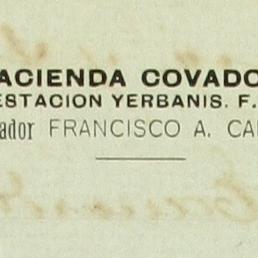 ACIENDA COVADO
ESTACION YERBANIS. F.
ador FRANCISCO A. CA